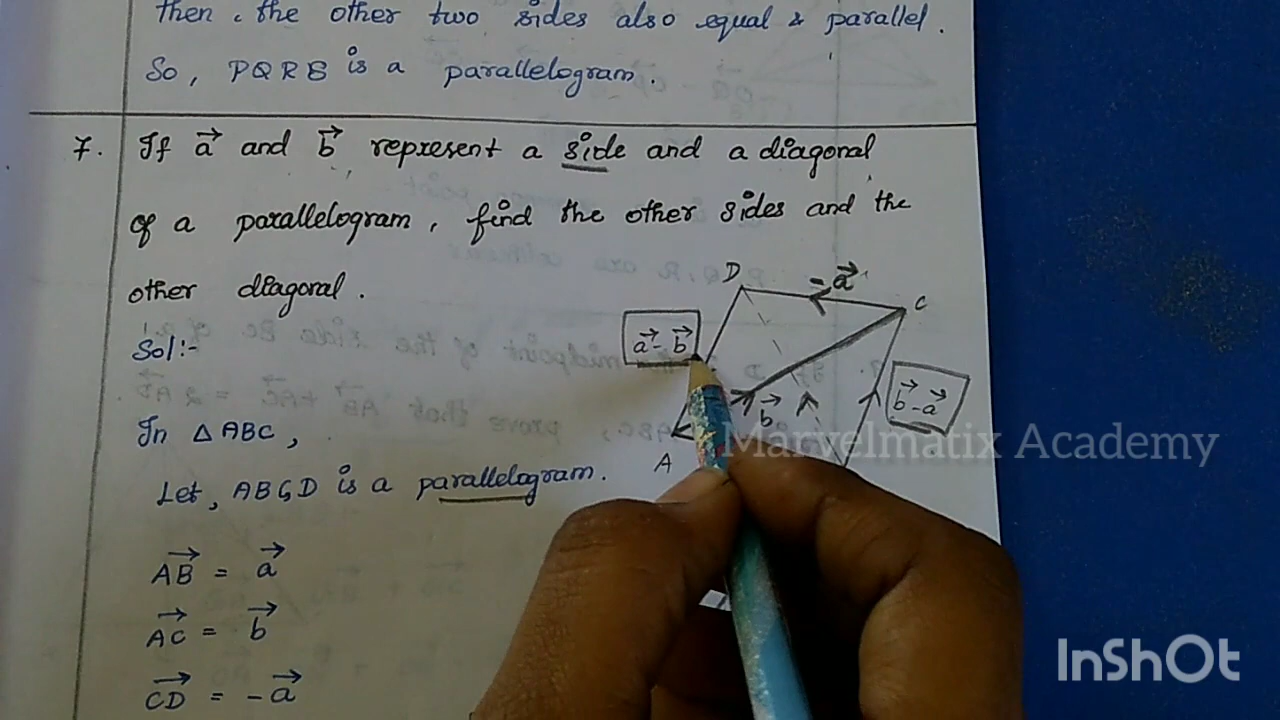 then, the other two sides also equal & parallel.
So, PQRS is a parallelogram.
7. If a⃗ and b⃗ represent a side and a diagonal
of a parallelogram, find the other sides and the
other diagonal.
Sol:-
In △ABC,
Let, ABCD is a parallelogram.
AB⃗ = a⃗
AC⃗ = b⃗
CD⃗ = -a⃗
D
-a⃗
C
a⃗ - b⃗
b⃗ - a⃗
b⃗
A
Marvelmatix Academy
InShOt